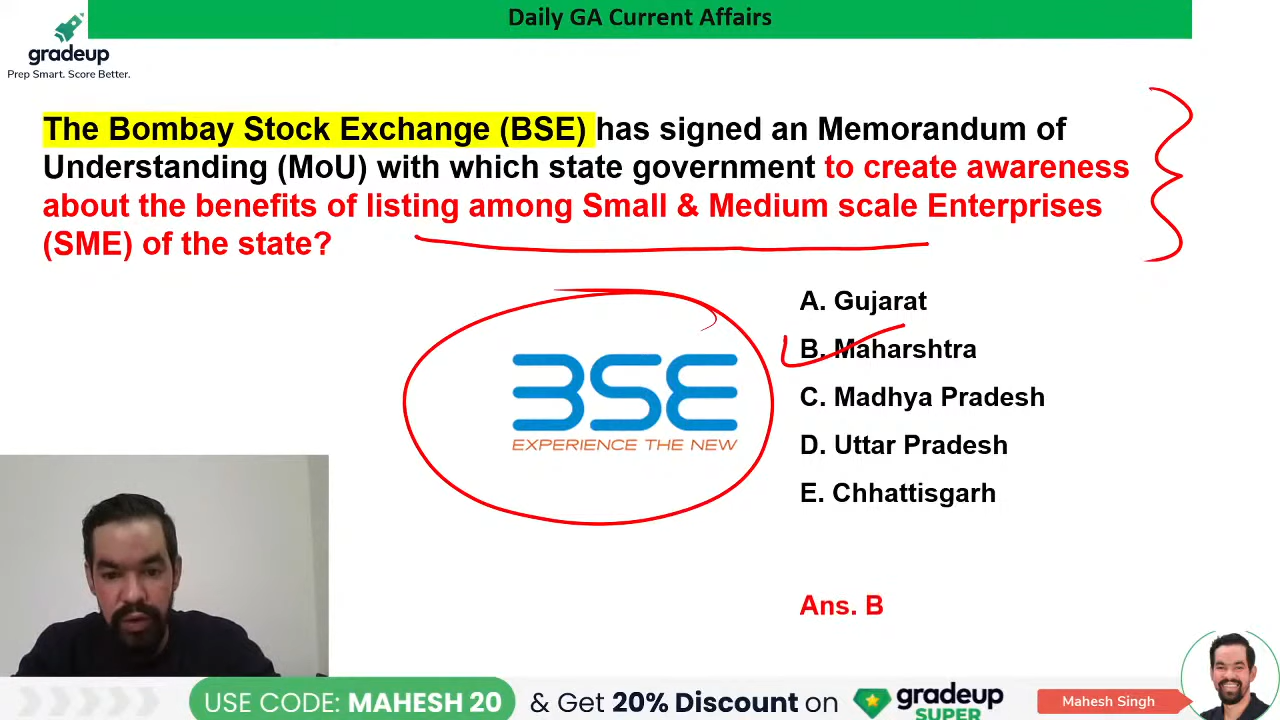 Daily GA Current Affairs
gradeup
Prep Smart. Score Better.
The Bombay Stock Exchange (BSE) has signed an Memorandum of
Understanding (MoU) with which state government to create awareness
about the benefits of listing among Small & Medium scale Enterprises
(SME) of the state?
BSE
EXPERIENCE THE NEW
A. Gujarat
B. Maharshtra
C. Madhya Pradesh
D. Uttar Pradesh
E. Chhattisgarh
Ans. B
USE CODE: MAHESH 20 & Get 20% Discount on
gradeup
SUPER
Mahesh Singh